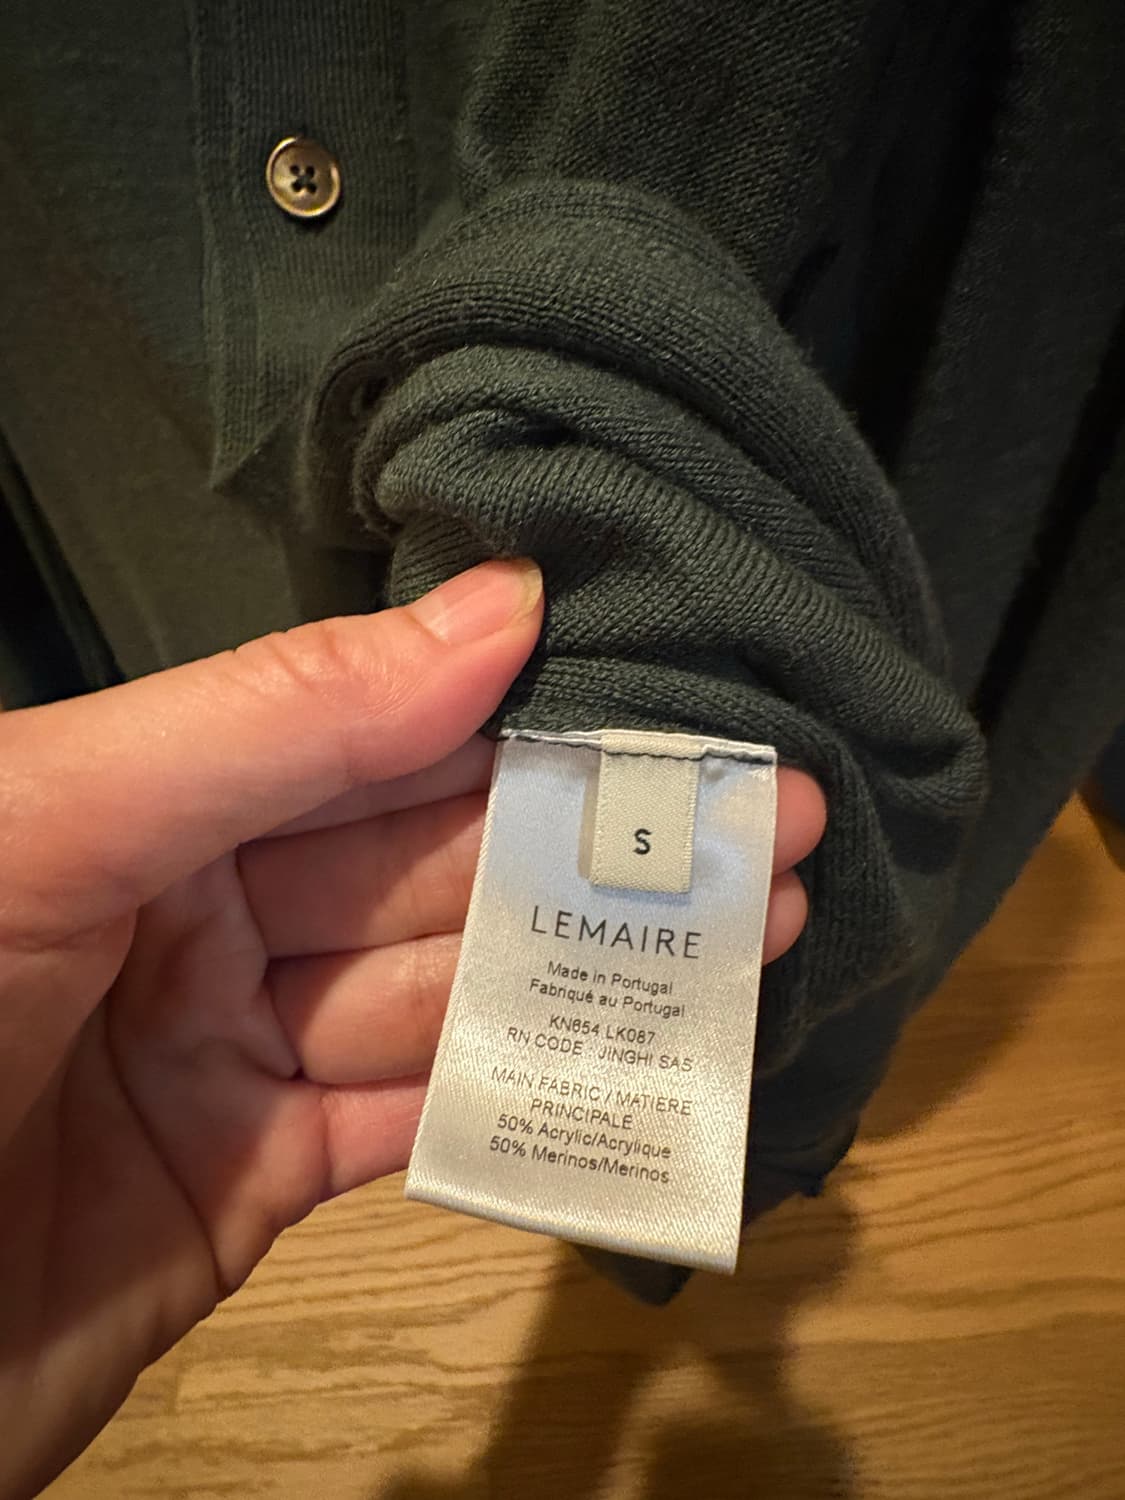 S
LEMAIRE
Made in Portugal
Fabriqué au Portugal
KN654 LK087
RN CODE : JINGHI SAS
MAIN FABRIC / MATIERE
PRINCIPALE
50% Acrylic/Acrylique
50% Merinos/Merinos